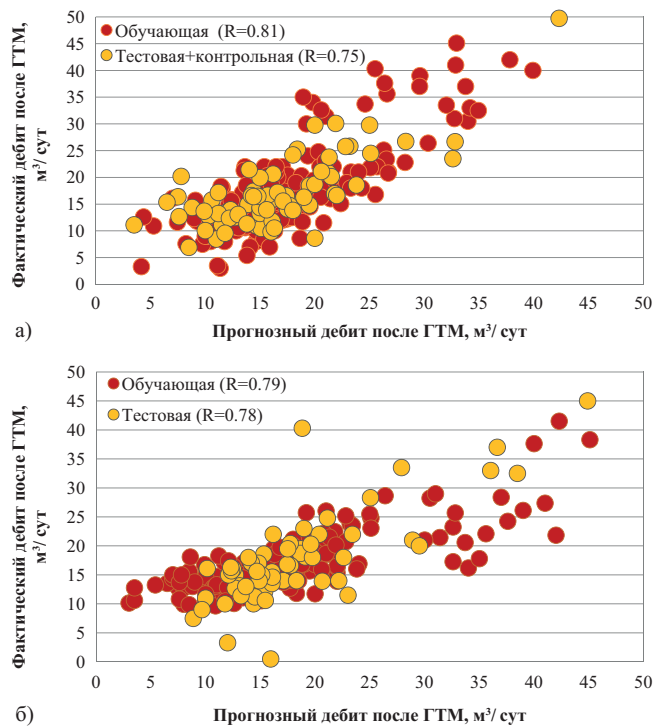 50
45
40
35
30
25
20
15
10
5
0
Фактический дебит после ГТМ,
м³/ сут
Обучающая (R=0.81)
Тестовая+контрольная (R=0.75)
0 5 10 15 20 25 30 35 40 45 50
а)
Прогнозный дебит после ГТМ, м³/ сут
50
45
40
35
30
25
20
15
10
5
0
Фактический дебит после ГТМ,
м³/ сут
Обучающая (R=0.79)
Тестовая (R=0.78)
0 5 10 15 20 25 30 35 40 45 50
б)
Прогнозный дебит после ГТМ, м³/ сут